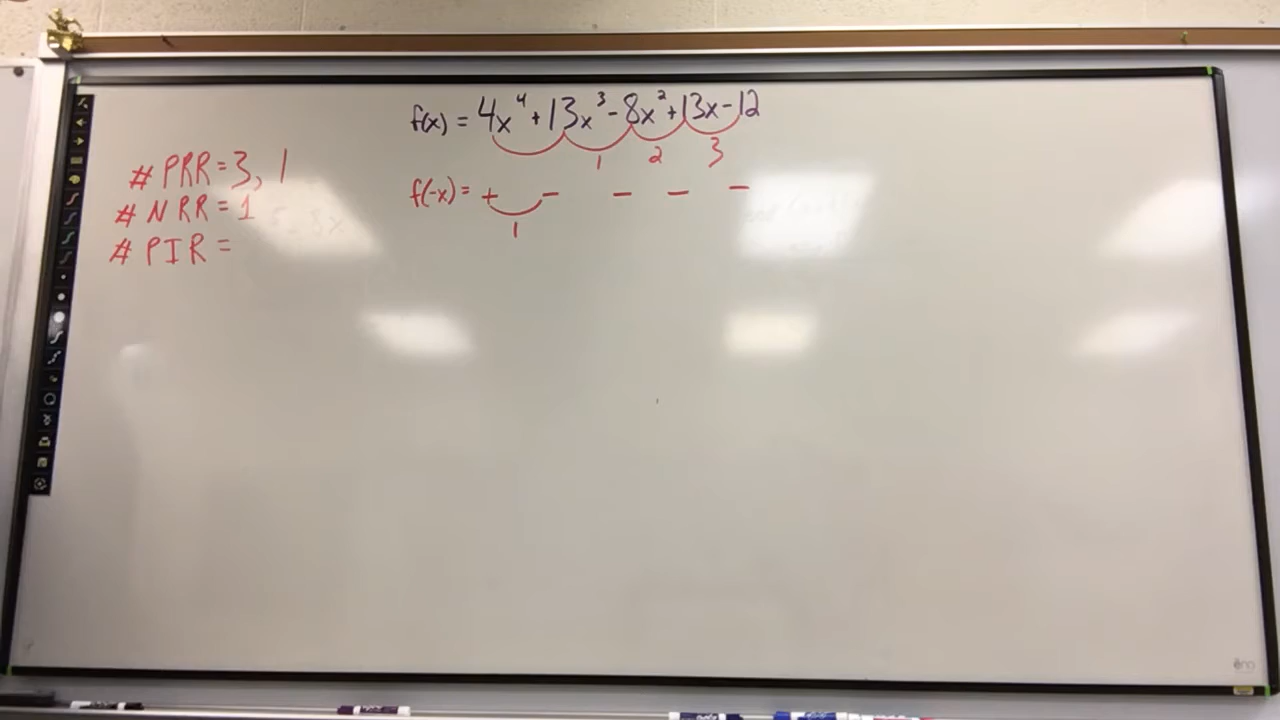 f(x) = 4x⁴ + 13x³ - 8x² + 13x - 12
1 2 3
# PRR = 3, 1
f(-x) = + - - - -
# NRR = 1
1
# PIR =